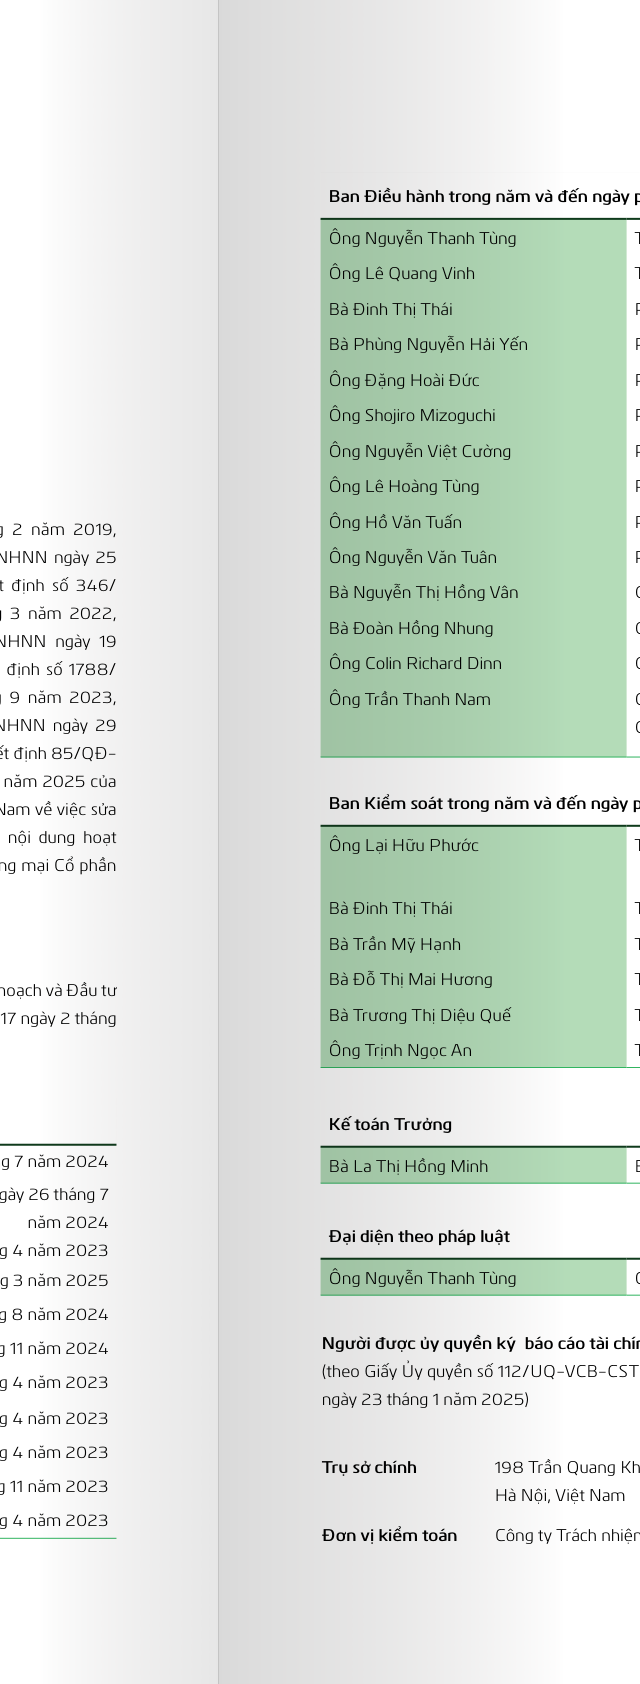 2 năm 2019,
NHNN ngày 25
định số 346/
3 năm 2022,
NHNN ngày 19
định số 1788/
9 năm 2023,
NHNN ngày 29
định 85/QĐ–
năm 2025 của
Nam về việc sửa
nội dung hoạt
mại Cổ phần
và Đầu tư
17 ngày 2 tháng
7 năm 2024
26 tháng 7
năm 2024
4 năm 2023
3 năm 2025
8 năm 2024
11 năm 2024
4 năm 2023
4 năm 2023
4 năm 2023
11 năm 2023
4 năm 2023
Ban Điều hành trong năm và đến ngày
Ông Nguyễn Thanh Tùng
Ông Lê Quang Vinh
Bà Đinh Thị Thái
Bà Phùng Nguyễn Hải Yến
Ông Đặng Hoài Đức
Ông Shojiro Mizoguchi
Ông Nguyễn Việt Cường
Ông Lê Hoàng Tùng
Ông Hồ Văn Tuấn
Ông Nguyễn Văn Tuân
Bà Nguyễn Thị Hồng Vân
Bà Đoàn Hồng Nhung
Ông Colin Richard Dinn
Ông Trần Thanh Nam
Ban Kiểm soát trong năm và đến ngày
Ông Lại Hữu Phước
Bà Đinh Thị Thái
Bà Trần Mỹ Hạnh
Bà Đỗ Thị Mai Hương
Bà Trương Thị Diệu Quế
Ông Trịnh Ngọc An
Kế toán Trưởng
Bà La Thị Hồng Minh
Đại diện theo pháp luật
Ông Nguyễn Thanh Tùng
Người được ủy quyền ký báo cáo tài
(theo Giấy Ủy quyền số 112/UQ–VCB–CST
ngày 23 tháng 1 năm 2025)
Trụ sở chính 198 Trần Quang
Hà Nội, Việt Nam
Đơn vị kiểm toán Công ty Trách